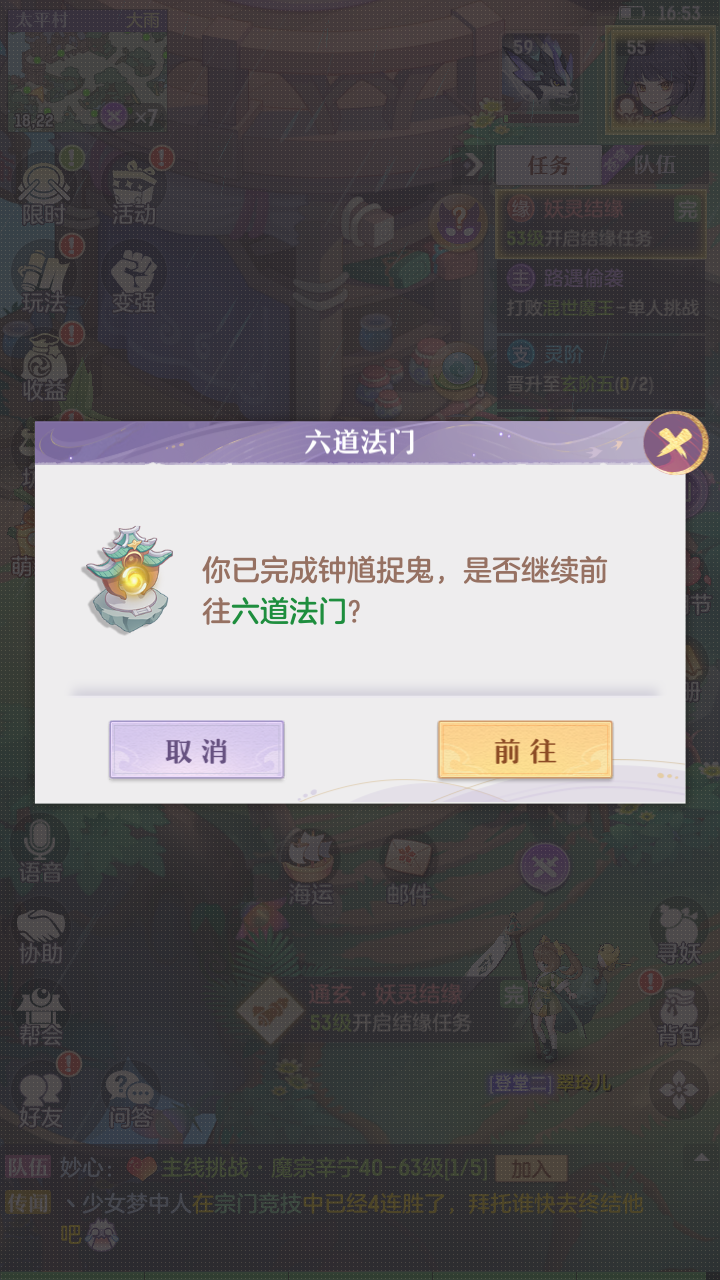 太平村 大雨
16:53
18,22
×7
59
55
限时
活动
任务
队伍
缘 妖灵结缘 完
53级开启结缘任务
玩法
变强
主 路遇偷袭
打败混世魔王-单人挑战
收益
支 灵阶
晋升至玄阶五(0/2)
六道法门
你已完成钟馗捉鬼，是否继续前
往六道法门?
取消
前往
语音
海运
邮件
协助
寻妖
通玄·妖灵结缘 完
53级开启结缘任务
帮会
背包
[登堂二] 翠玲儿
好友
问答
队伍 妙心: 主线挑战·魔宗辛宁40-63级[1/5] 加入
传闻 丶少女梦中人在宗门竞技中已经4连胜了，拜托谁快去终结他
吧